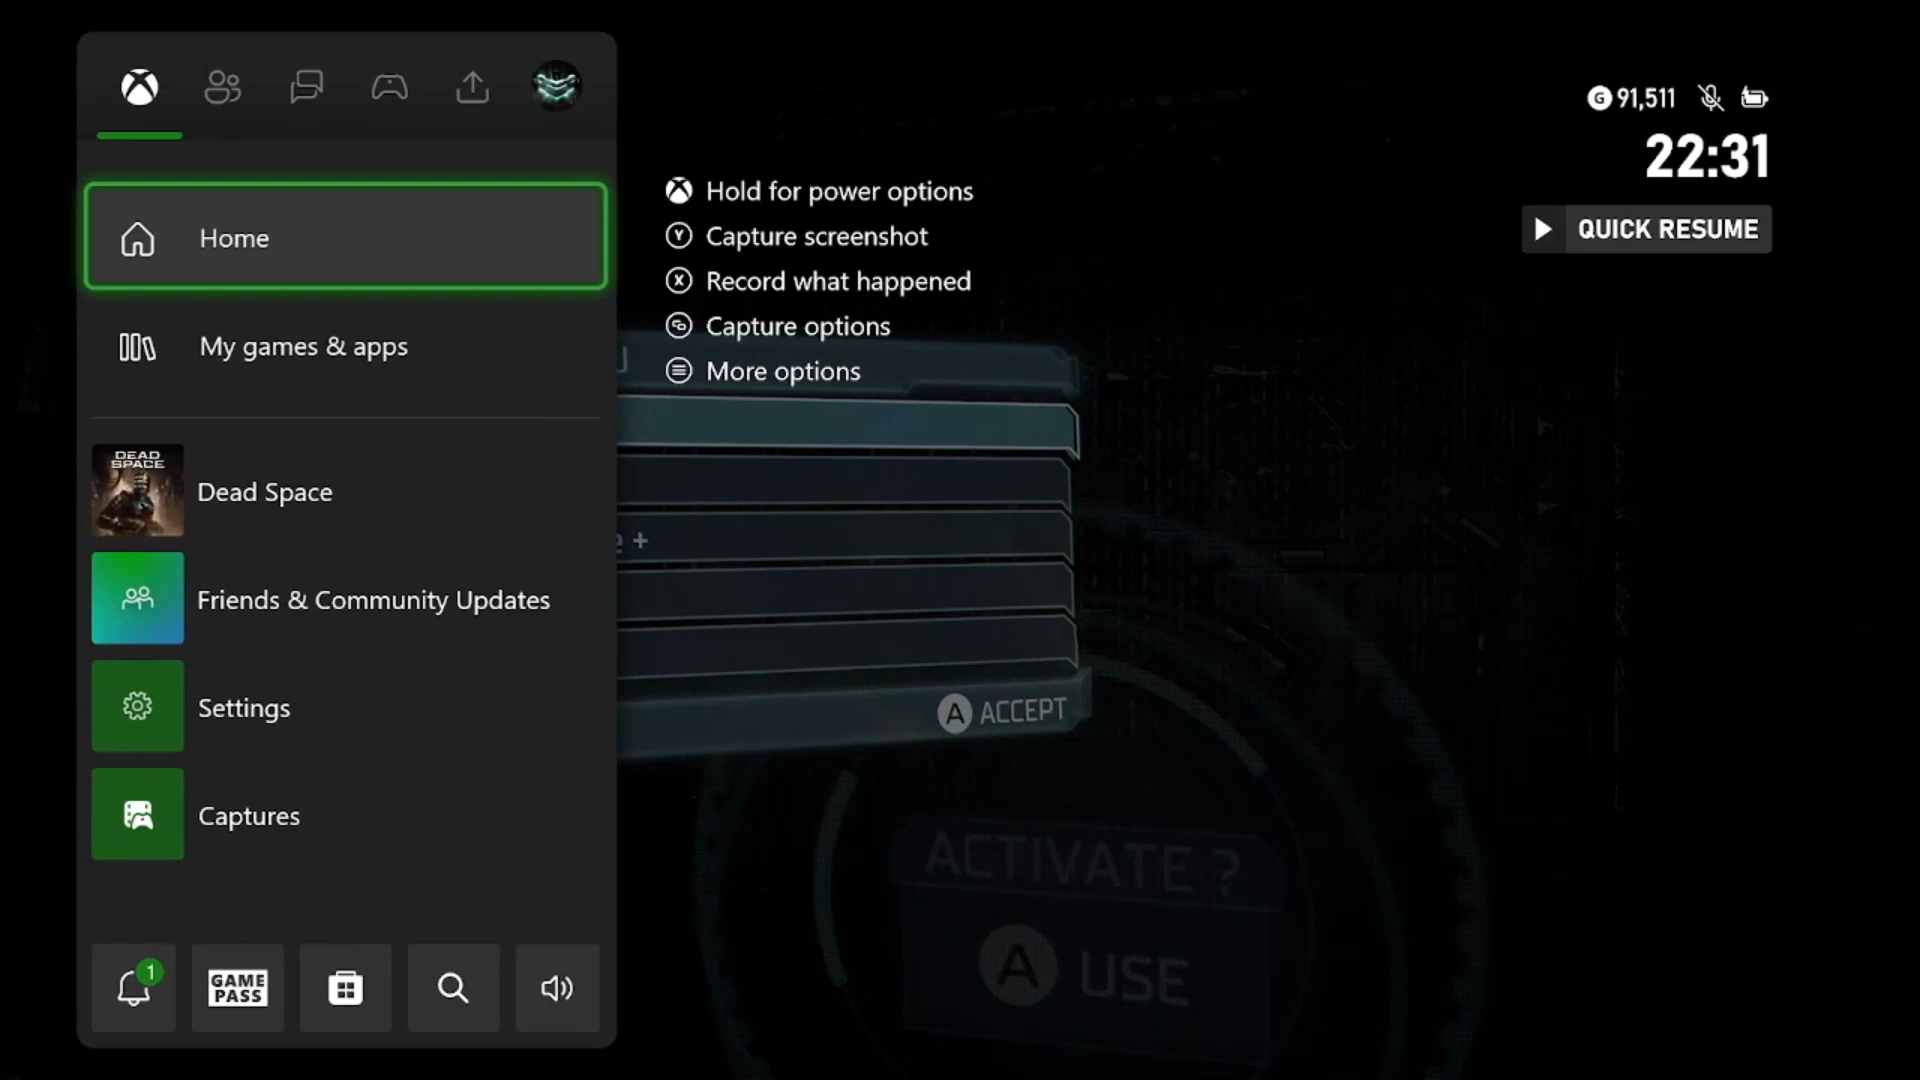 G 91,511
22:31
QUICK RESUME
Home
My games & apps
DEAD
SPACE
Dead Space
Friends & Community Updates
Settings
Captures
1
GAME
PASS
Hold for power options
Y Capture screenshot
X Record what happened
Capture options
More options
+
A ACCEPT
ACTIVATE ?
A USE